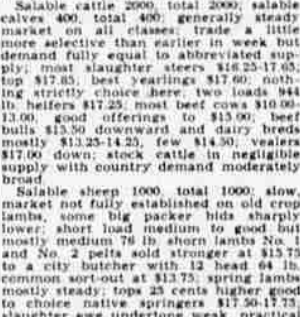 Salable cattle 2000, total 2000; salable
calves 400, total 400; generally steady
market on all classes; trade a little
more selective than earlier in week but
demand fully equal to abbreviated sup-
ply; most slaughter steers $16.25-17.65;
top $17.85; best yearlings $17.60; noth-
ing strictly choice here; two loads 944
lb. heifers $17.25; most beef cows $10.00-
13.00, good offerings to $15.00; beef
bulls $15.50 downward and dairy breds
mostly $13.25-14.25, few $14.50; vealers
$17.00 down; stock cattle in negligible
supply with country demand moderately
broad
Salable sheep 1000, total 1000; slow,
market not fully established on old crop
lambs, some big packer bids sharply
lower; short load medium to good but
mostly medium 76 lb. shorn lambs No.
and No. 2 pelts sold stronger at $15.75
to a city butcher with 12 head 64 lb.
common sort-out at $13.75; spring lambs
mostly steady; tops 25 cents higher good
to choice native springers $17.50-17.75
slaughter ewe undertone weak, practical